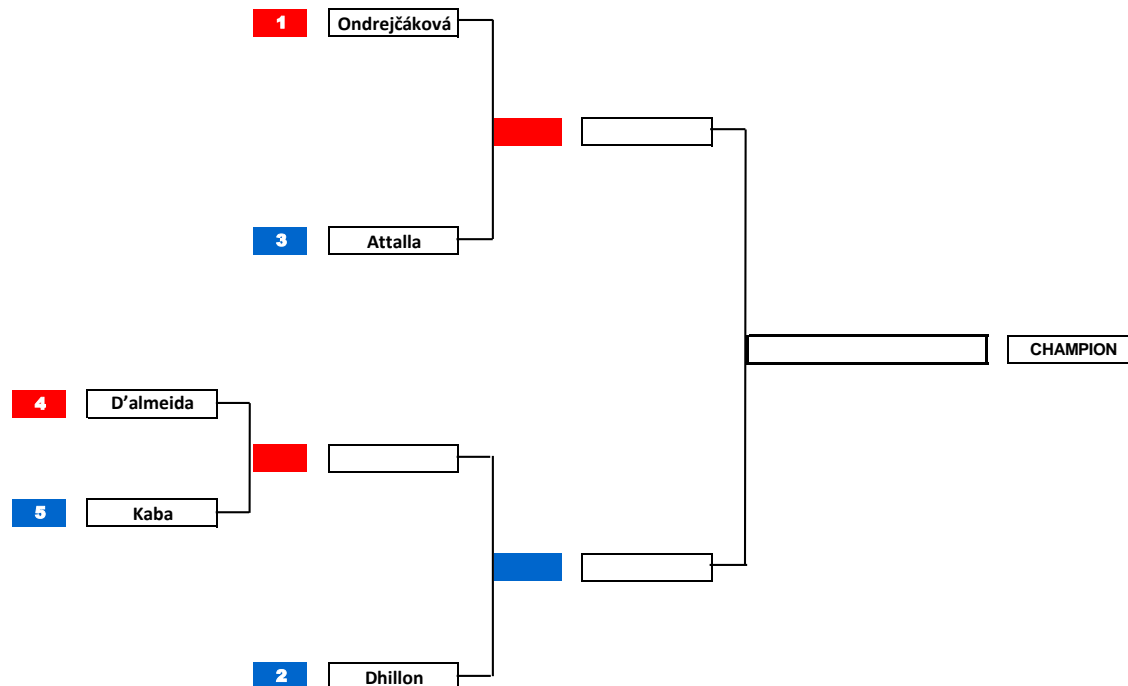 1 Ondrejčáková
3 Attalla
CHAMPION
4 D’almeida
5 Kaba
2 Dhillon